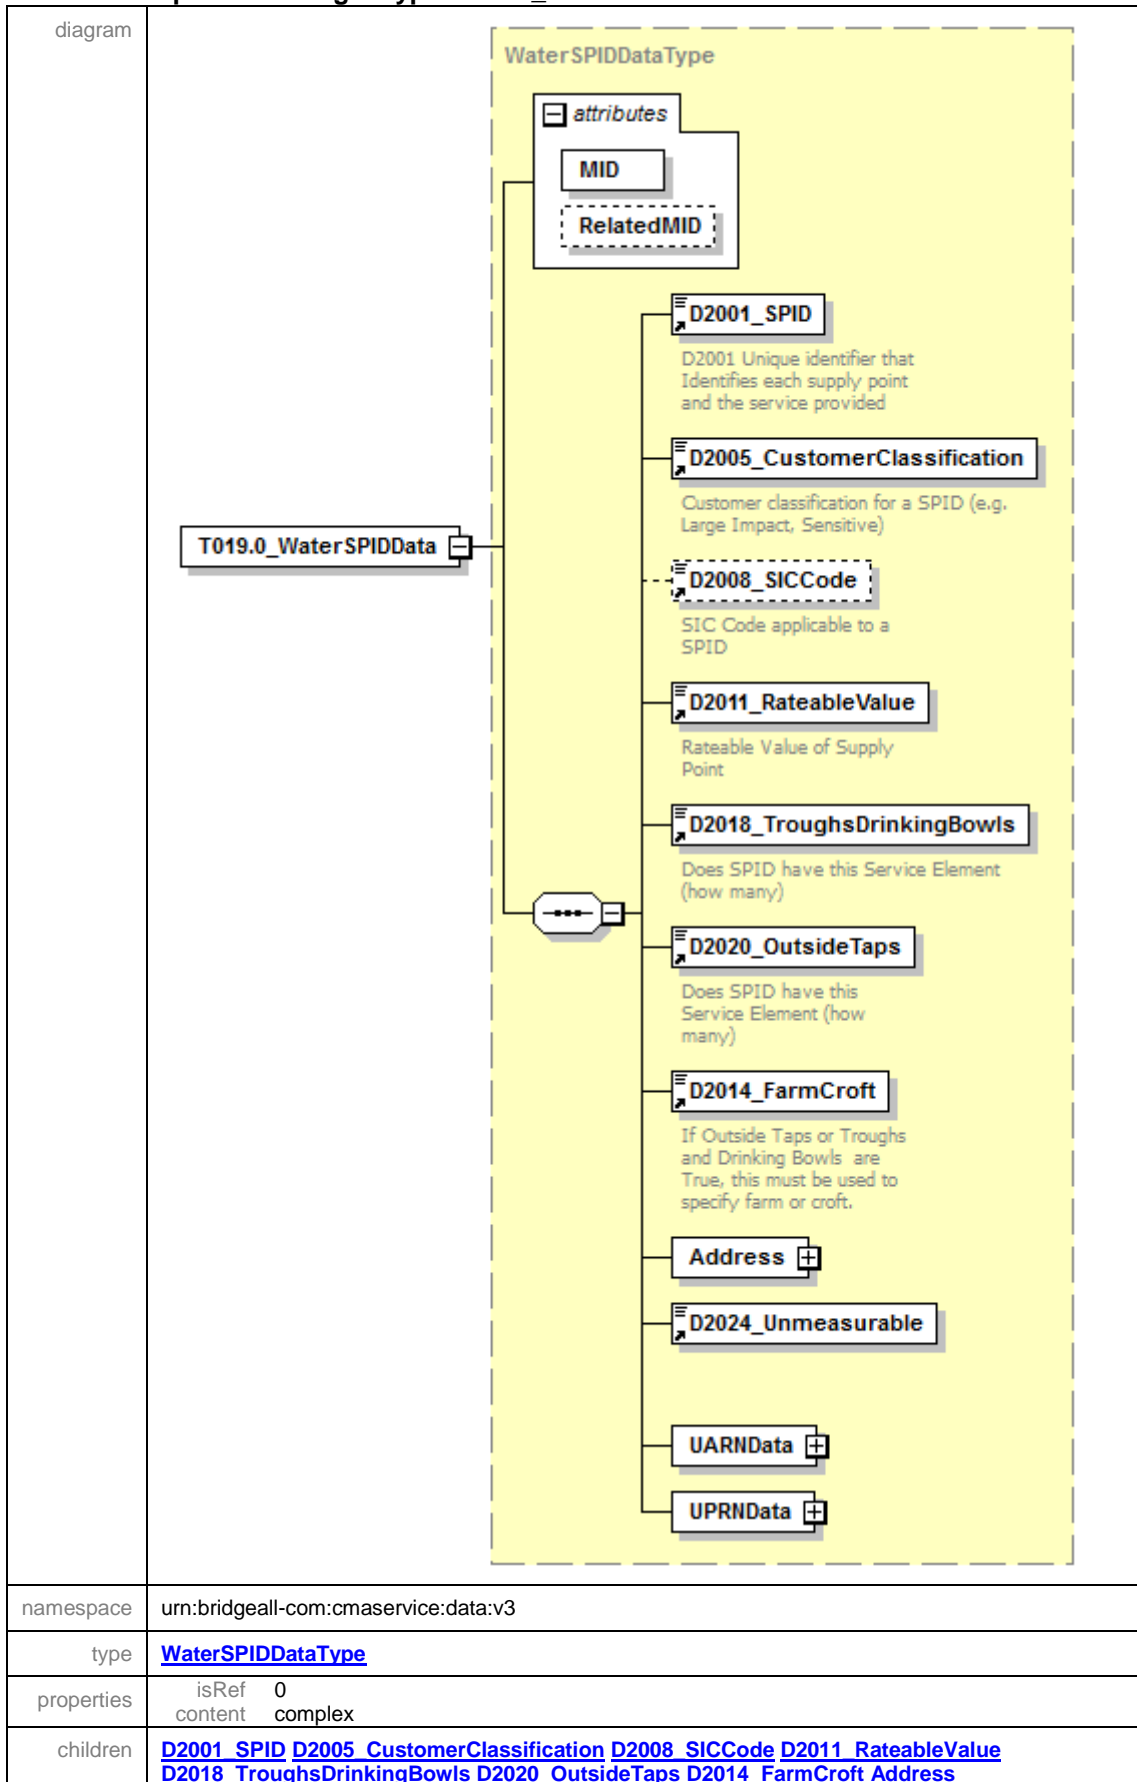 diagram
WaterSPIDDataType
attributes
MID
RelatedMID
D2001_SPID
D2001 Unique identifier that
Identifies each supply point
and the service provided
D2005_CustomerClassification
Customer classification for a SPID (e.g.
Large Impact, Sensitive)
T019.0_WaterSPIDData
D2008_SICCode
SIC Code applicable to a
SPID
D2011_RateableValue
Rateable Value of Supply
Point
D2018_TroughsDrinkingBowls
Does SPID have this Service Element
(how many)
D2020_OutsideTaps
Does SPID have this
Service Element (how
many)
D2014_FarmCroft
If Outside Taps or Troughs
and Drinking Bowls are
True, this must be used to
specify farm or croft.
Address
D2024_Unmeasurable
UARNData
UPRNData
namespace urn:bridgeall-com:cmaservice:data:v3
type WaterSPIDDataType
properties isRef 0
content complex
children D2001_SPID D2005_CustomerClassification D2008_SICCode D2011_RateableValue
D2018_TroughsDrinkingBowls D2020_OutsideTaps D2014_FarmCroft Address